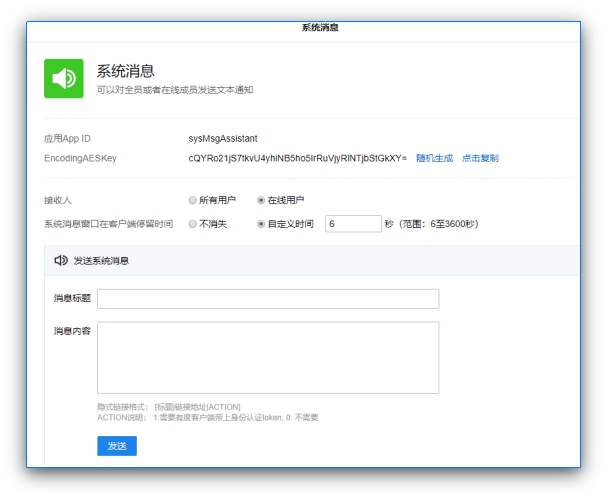 系统消息
系统消息
可以对全员或者在线成员发送文本通知
应用App ID sysMsgAssistant
EncodingAESKey cQYRo21jS7tkvU4yhiNB5ho5IrRuVjyRINTjbStGkXY= 随机生成 点击复制
接收人 所有用户 在线用户
系统消息窗口在客户端停留时间 不消失 自定义时间 6 秒（范围：6至3600秒）
发送系统消息
消息标题
消息内容
隐式链接格式： [标题|链接地址|ACTION]
ACTION说明： 1:需要有度客户端带上身份认证token; 0: 不需要
发送